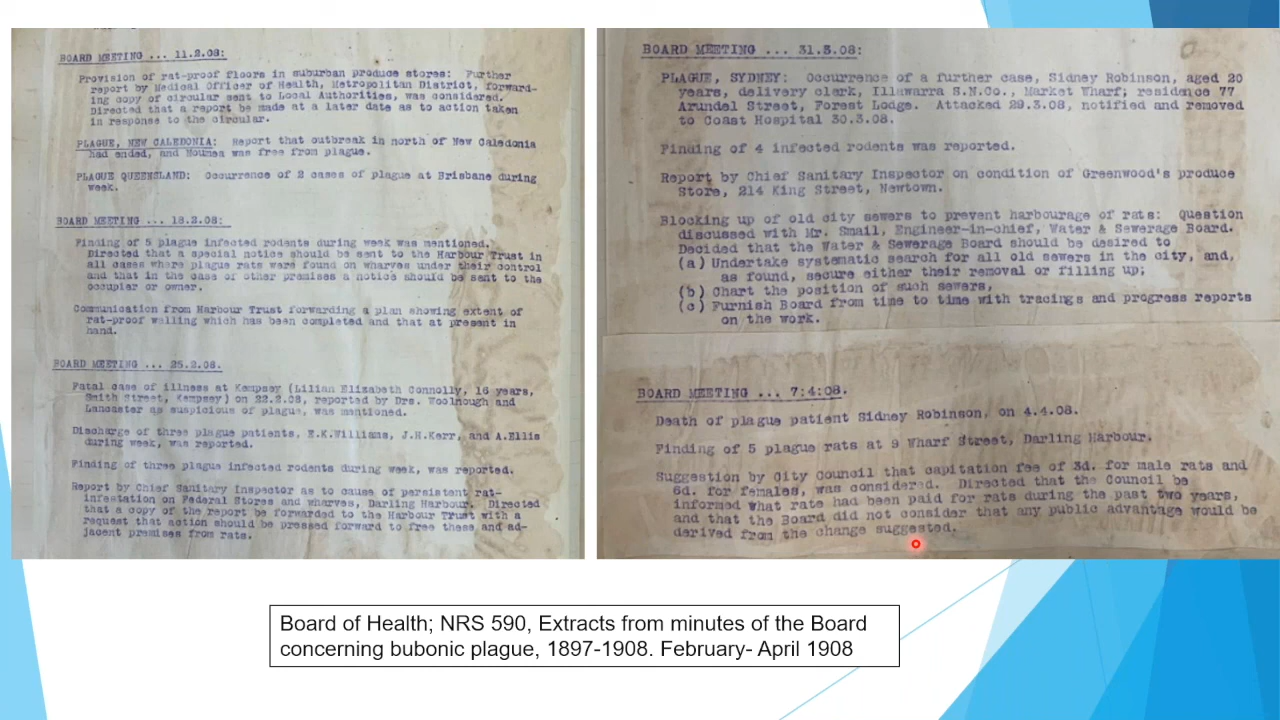 BOARD MEETING ... 11.2.08:
Provision of rat-proof floors in suburban produce stores: Further
report by Medical Officer of Health, Metropolitan District, forward-
ing copy of circular sent to Local Authorities, was considered.
Directed that a report be made at a later date as to action taken
in response to the circular.
PLAGUE, NEW CALEDONIA: Report that outbreak in north of New Caledonia
had ended, and Noumea was free from plague.
PLAGUE QUEENSLAND: Occurrence of 2 cases of plague at Brisbane during
week.
BOARD MEETING ... 18.2.08:
Finding of 5 plague infected rodents during week was mentioned.
Directed that a special notice should be sent to the Harbour Trust in
all cases where plague rats were found on wharves under their control
and that in the case of other premises a notice should be sent to the
occupier or owner.
Communication from Harbour Trust forwarding a plan showing extent of
rat-proof walling which has been completed and that at present in
hand.
BOARD MEETING ... 25.2.08.
Fatal case of illness at Kempsey (Lilian Elizabeth Connolly, 16 years,
Smith Street, Kempsey) on 22.2.08, reported by Drs. Woolnough and
Lancaster as suspicious of plague, was mentioned.
Discharge of three plague patients, E.K.Williams, J.H.Kerr, and A.Ellis
during week, was reported.
Finding of three plague infected rodents during week, was reported.
Report by Chief Sanitary Inspector as to cause of persistent rat-
infestation on Federal Stores and wharves, Darling Harbour. Directed
that a copy of the report be forwarded to the Harbour Trust with a
request that action should be pressed forward to free these and ad-
jacent premises from rats.
BOARD MEETING ... 31.3.08:
PLAGUE, SYDNEY: Occurrence of a further case, Sidney Robinson, aged 20
years, delivery clerk, Illawarra S.N.Co., Market Wharf; residence 77
Arundel Street, Forest Lodge. Attacked 29.3.08, notified and removed
to Coast Hospital 30.3.08.
Finding of 4 infected rodents was reported.
Report by Chief Sanitary Inspector on condition of Greenwood's produce
Store, 214 King Street, Newtown.
Blocking up of old city sewers to prevent harbourage of rats: Question
discussed with Mr. Smail, Engineer-in-chief, Water & Sewerage Board.
Decided that the Water & Sewerage Board should be desired to
(a) Undertake systematic search for all old sewers in the city, and,
as found, secure either their removal or filling up;
(b) Chart the position of such sewers,
(c) Furnish Board from time to time with tracings and progress reports
on the work.
BOARD MEETING ... 7:4:08.
Death of plague patient Sidney Robinson, on 4.4.08.
Finding of 5 plague rats at 9 Wharf Street, Darling Harbour.
Suggestion by City Council that capitation fee of 3d. for male rats and
6d. for females, was considered. Directed that the Council be
informed what rate had been paid for rats during the past two years,
and that the Board did not consider that any public advantage would be
derived from the change suggested.
Board of Health; NRS 590, Extracts from minutes of the Board
concerning bubonic plague, 1897-1908. February- April 1908